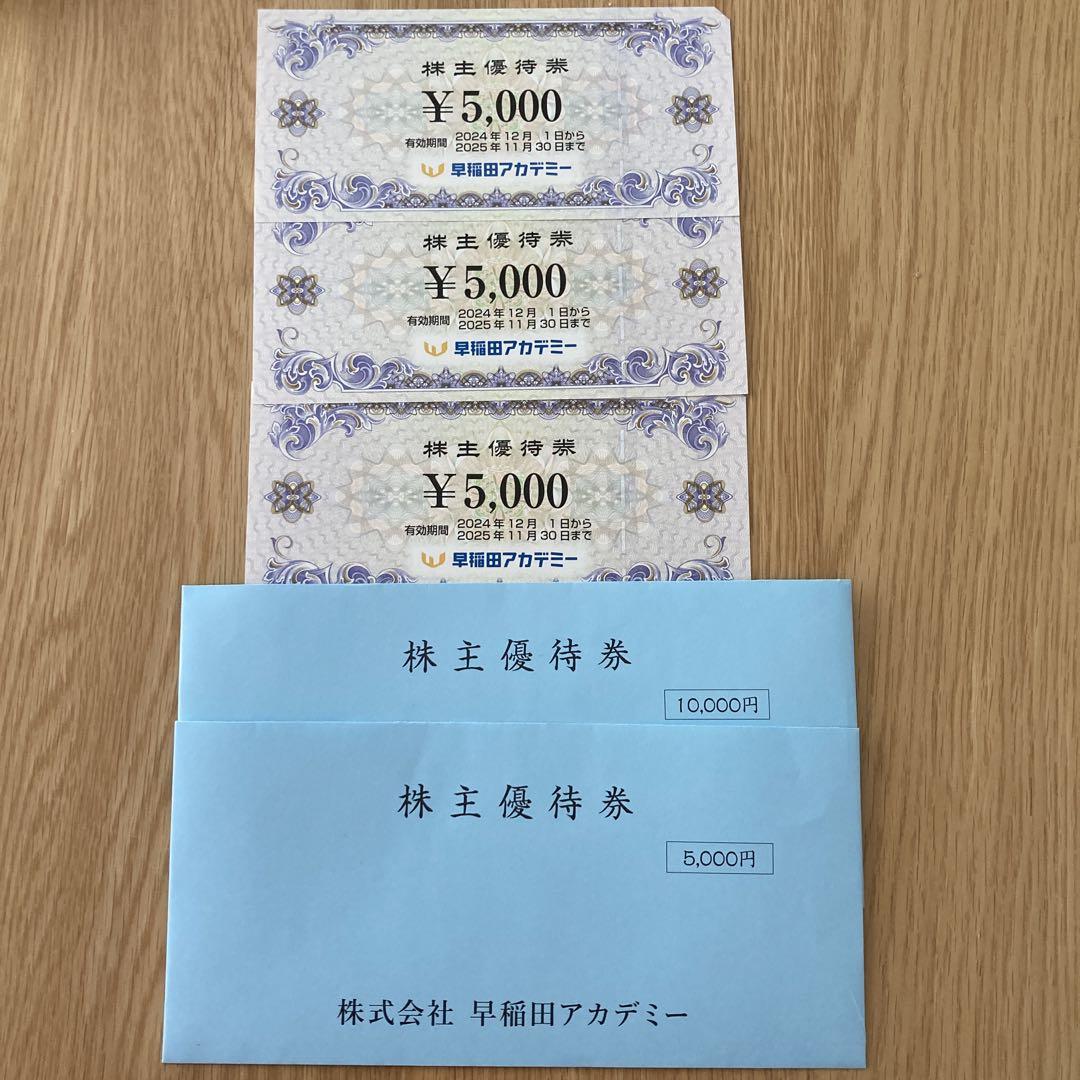 株主優待券
￥5,000
有効期間 2024年12月 1日から
2025年11月30日まで
早稲田アカデミー
株主優待券
￥5,000
有効期間 2024年12月 1日から
2025年11月30日まで
早稲田アカデミー
株主優待券
￥5,000
有効期間 2024年12月 1日から
2025年11月30日まで
早稲田アカデミー
株主優待券
10,000円
株主優待券
5,000円
株式会社 早稲田アカデミー